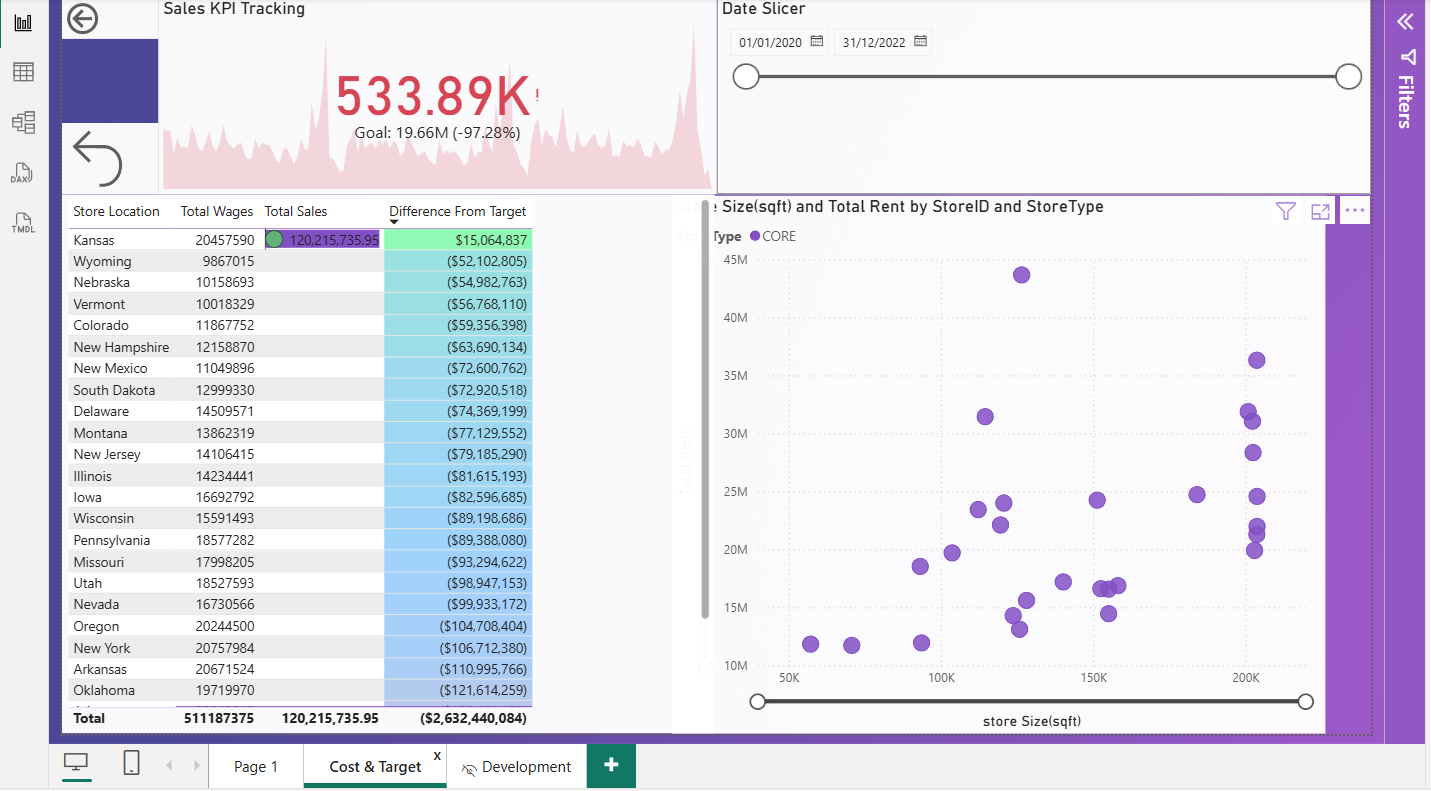 Sales KPI Tracking
533.89K!
Goal: 19.66M (-97.28%)
Date Slicer
01/01/2020 31/12/2022
Filters
DAX
TMDL
Store Location Total Wages Total Sales Difference From Target
Kansas 20457590 120,215,735.95 $15,064,837
Wyoming 9867015 ($52,102,805)
Nebraska 10158693 ($54,982,763)
Vermont 10018329 ($56,768,110)
Colorado 11867752 ($59,356,398)
New Hampshire 12158870 ($63,690,134)
New Mexico 11049896 ($72,600,762)
South Dakota 12999330 ($72,920,518)
Delaware 14509571 ($74,369,199)
Montana 13862319 ($77,129,552)
New Jersey 14106415 ($79,185,290)
Illinois 14234441 ($81,615,193)
Iowa 16692792 ($82,596,685)
Wisconsin 15591493 ($89,198,686)
Pennsylvania 18577282 ($89,388,080)
Missouri 17998205 ($93,294,622)
Utah 18527593 ($98,947,153)
Nevada 16730566 ($99,933,172)
Oregon 20244500 ($104,708,404)
New York 20757984 ($106,712,380)
Arkansas 20671524 ($110,995,766)
Oklahoma 19719970 ($121,614,259)
Total 511187375 120,215,735.95 ($2,632,440,084)
store Size(sqft) and Total Rent by StoreID and StoreType
Type CORE
45M
40M
35M
30M
25M
20M
15M
10M
Total Rent
50K 100K 150K 200K
store Size(sqft)
Page 1 Cost & Target x Development +